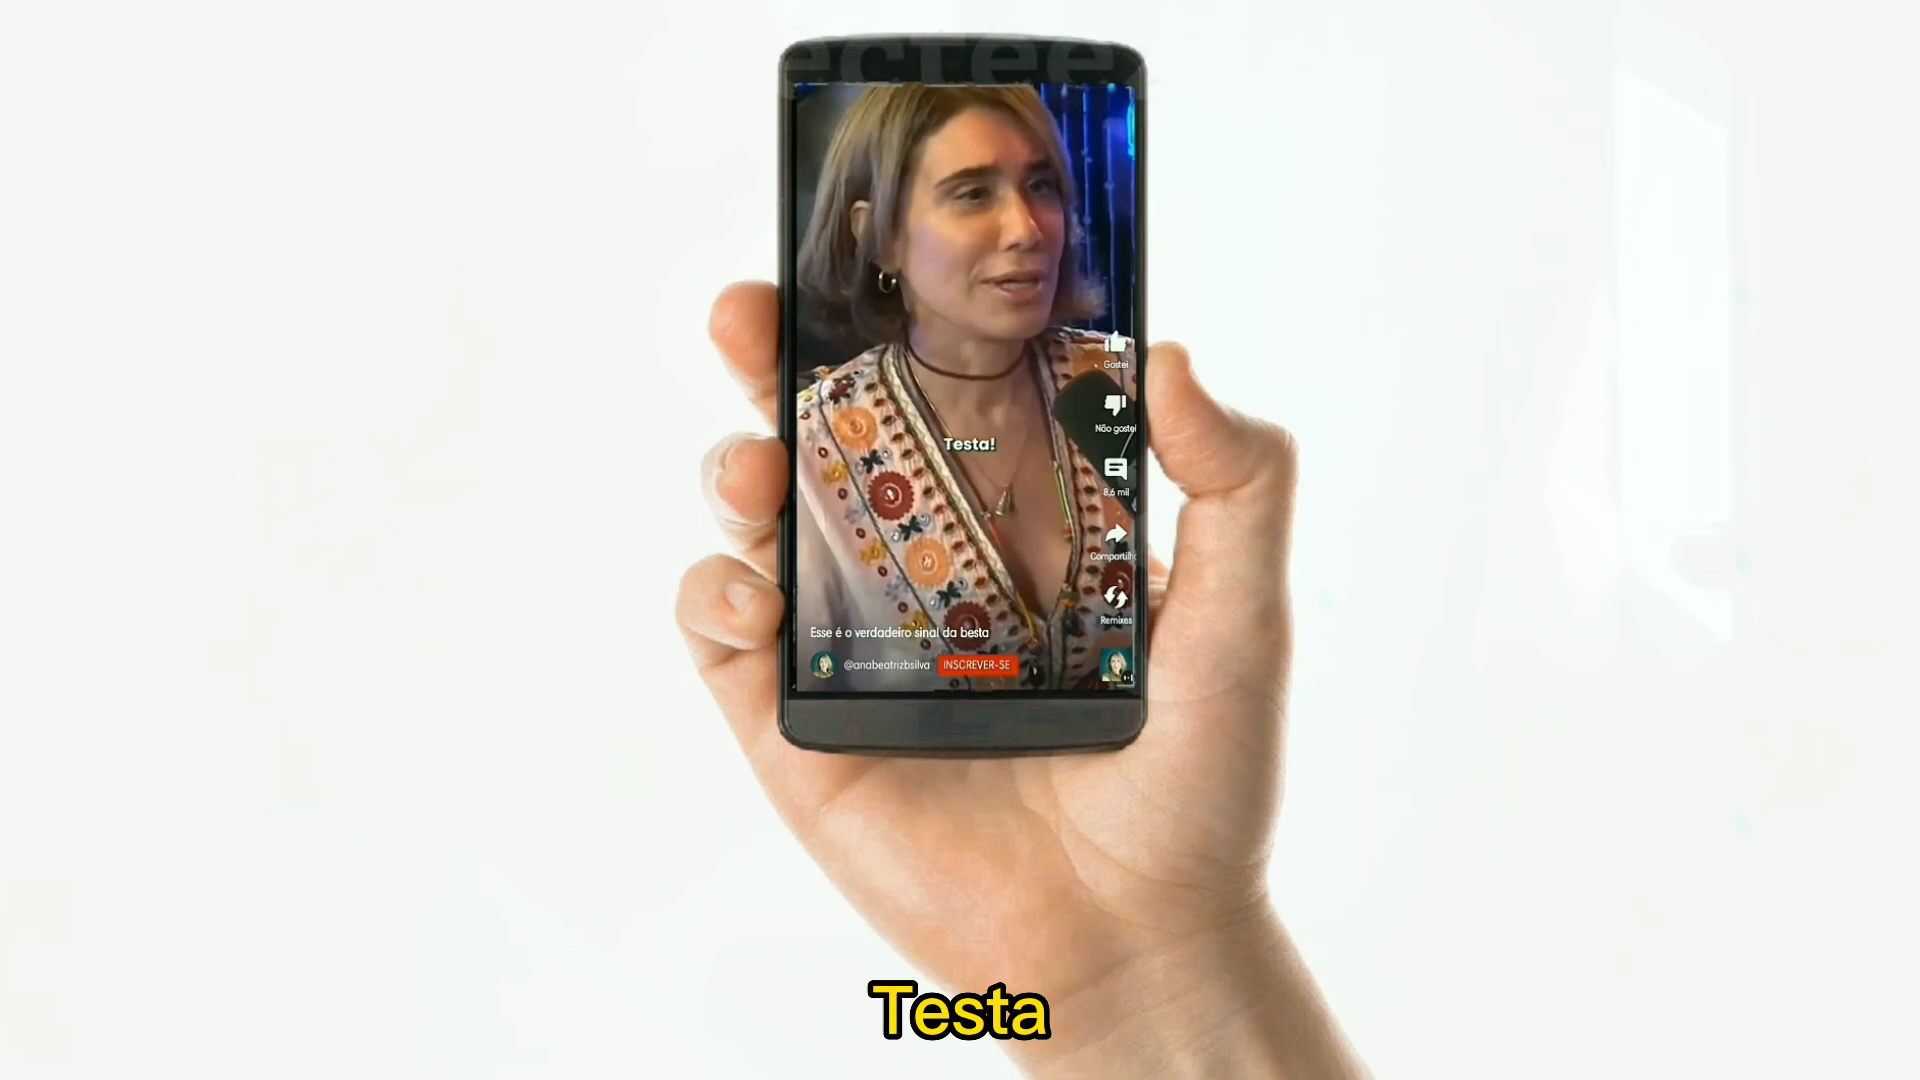 Testa!
Gostei
Não gostei
8,6 mil
Compartilh
Remixes
Esse é o verdadeiro sinal da besta
@anabeatrizbsilva INSCREVER-SE
Testa